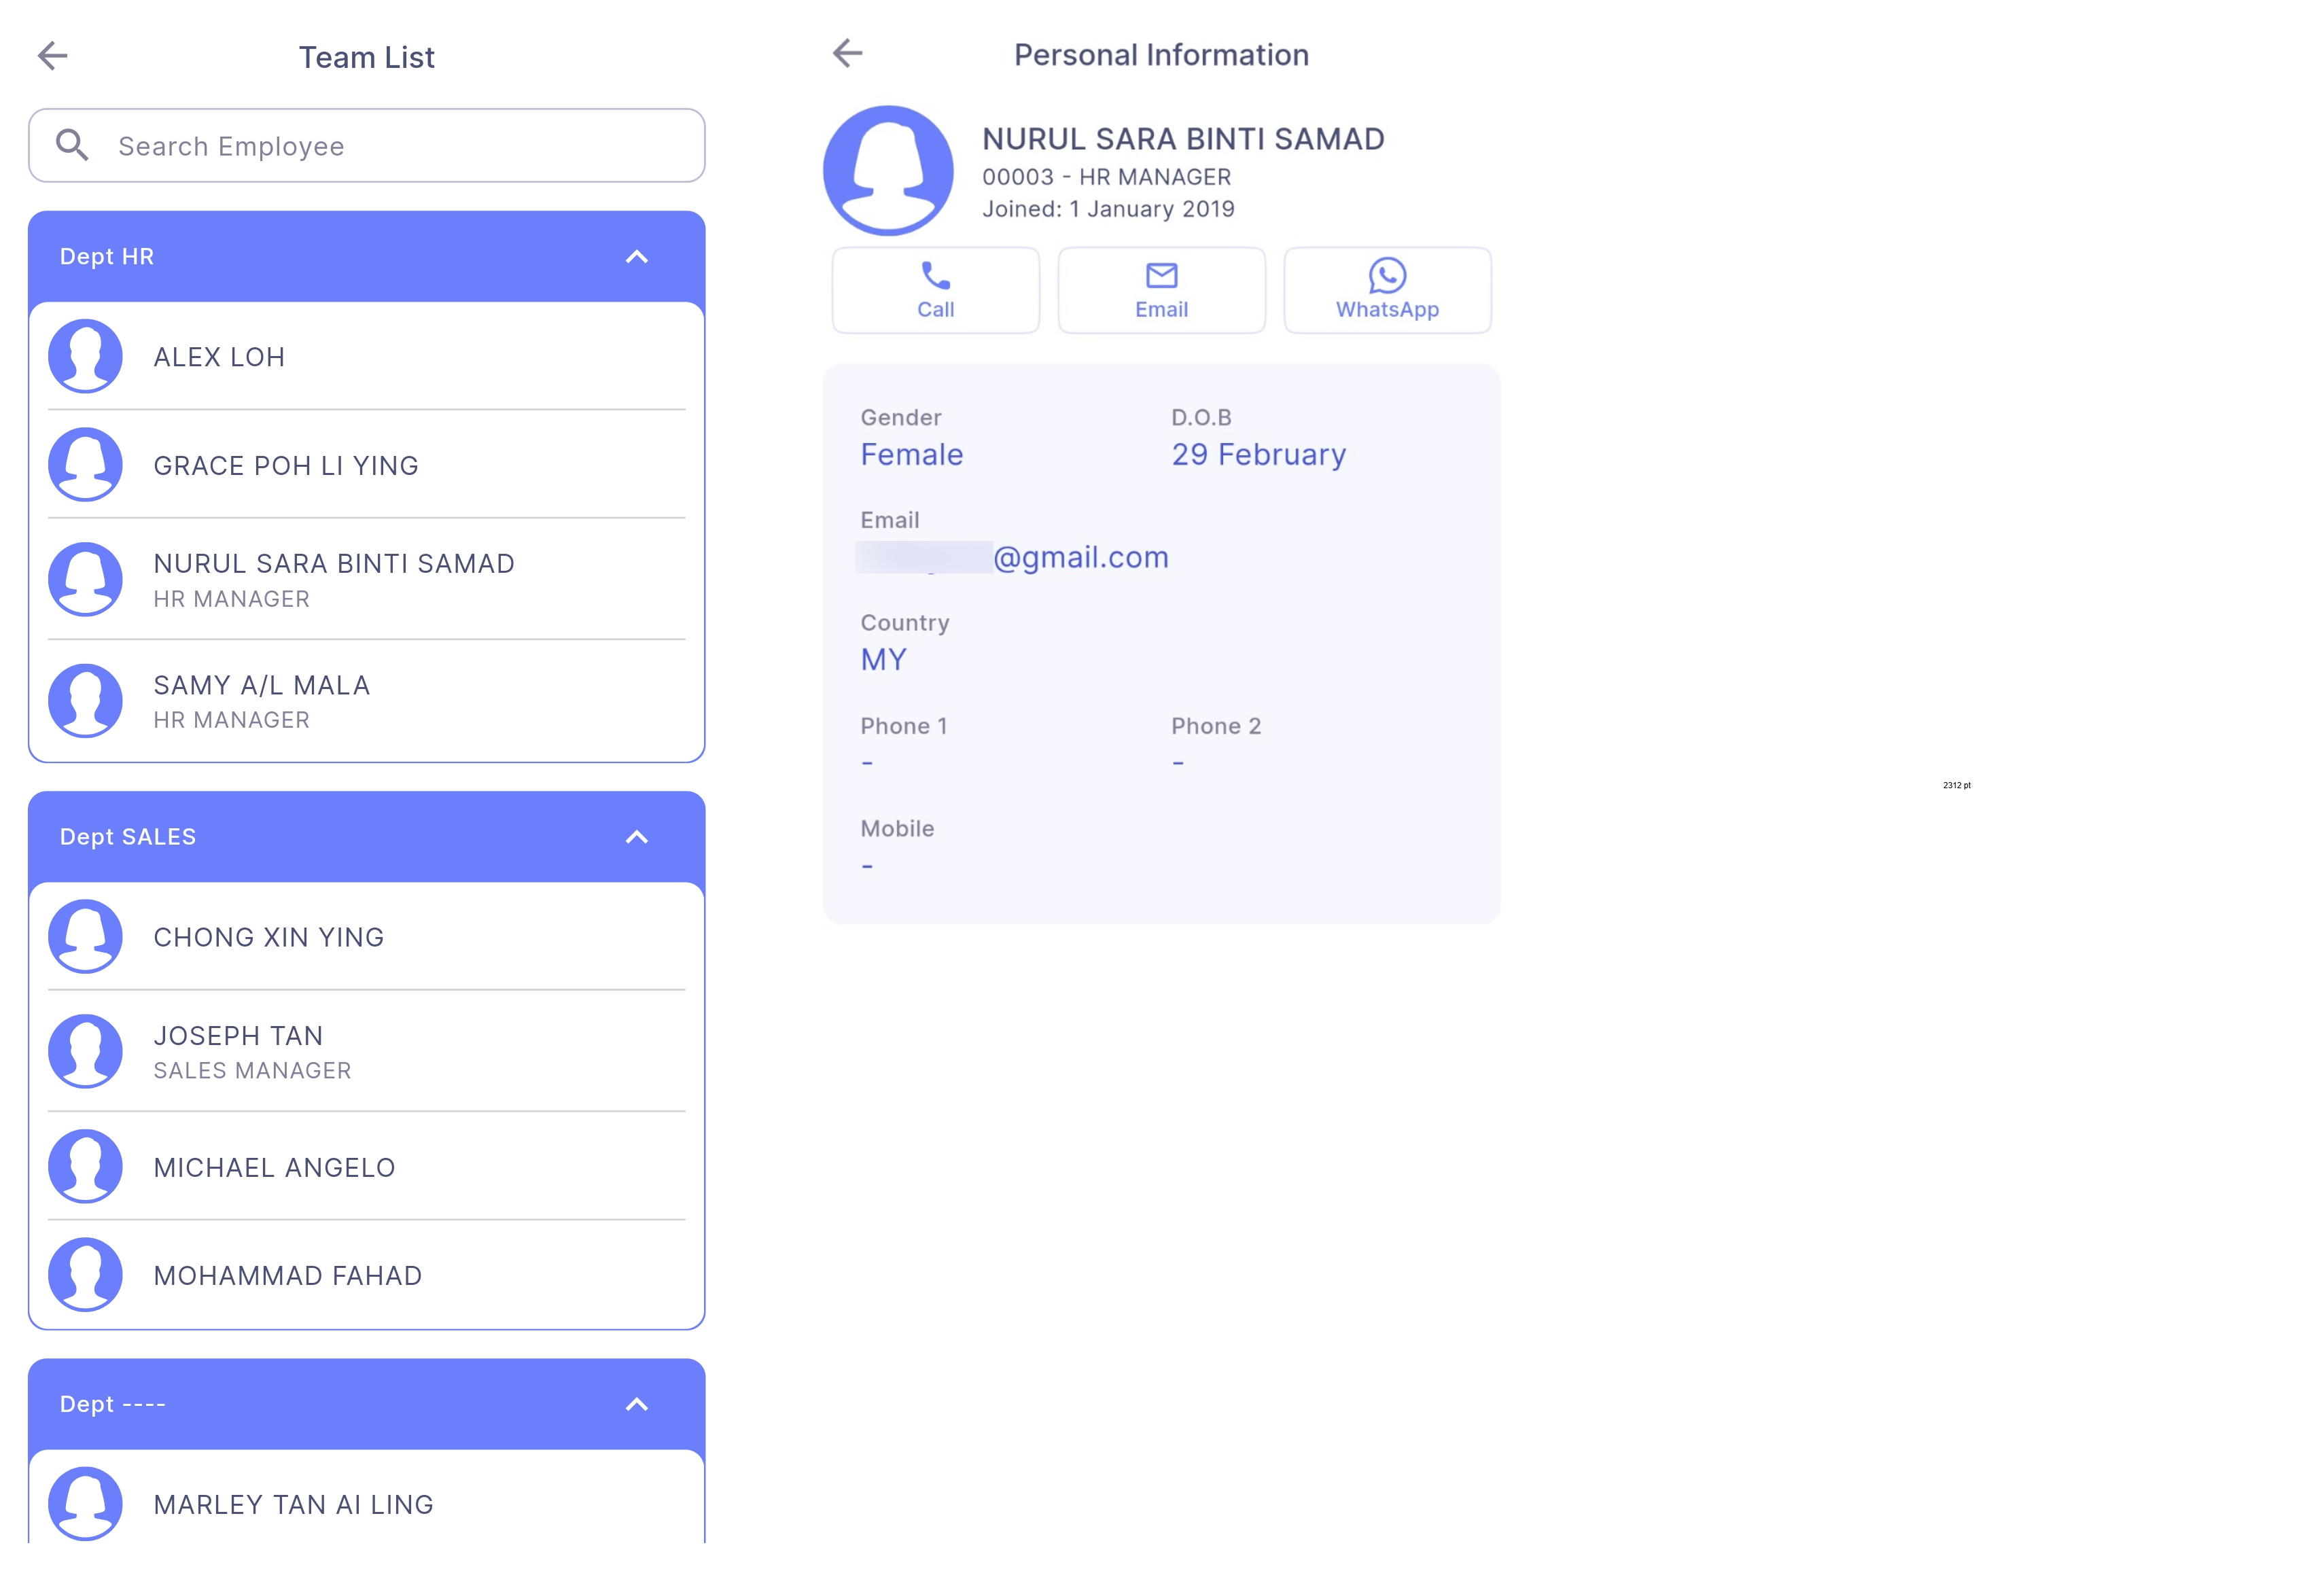 Team List
Search Employee
Dept HR
ALEX LOH
GRACE POH LI YING
NURUL SARA BINTI SAMAD
HR MANAGER
SAMY A/L MALA
HR MANAGER
Dept SALES
CHONG XIN YING
JOSEPH TAN
SALES MANAGER
MICHAEL ANGELO
MOHAMMAD FAHAD
Dept ----
MARLEY TAN AI LING
Personal Information
NURUL SARA BINTI SAMAD
00003 - HR MANAGER
Joined: 1 January 2019
Call
Email
WhatsApp
Gender
Female
D.O.B
29 February
Email
@gmail.com
Country
MY
Phone 1
-
Phone 2
-
Mobile
-
2312 pt